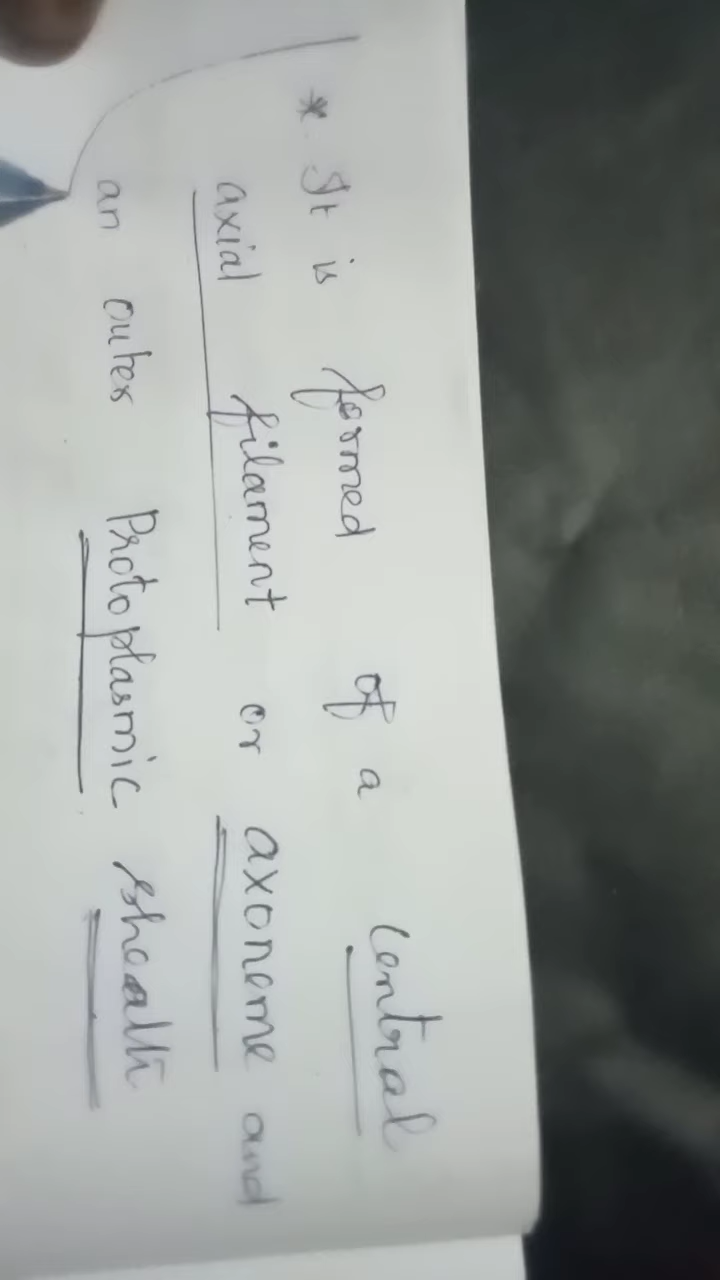 * It is formed of a central
axial filament or axoneme and
an outer Protoplasmic sheath